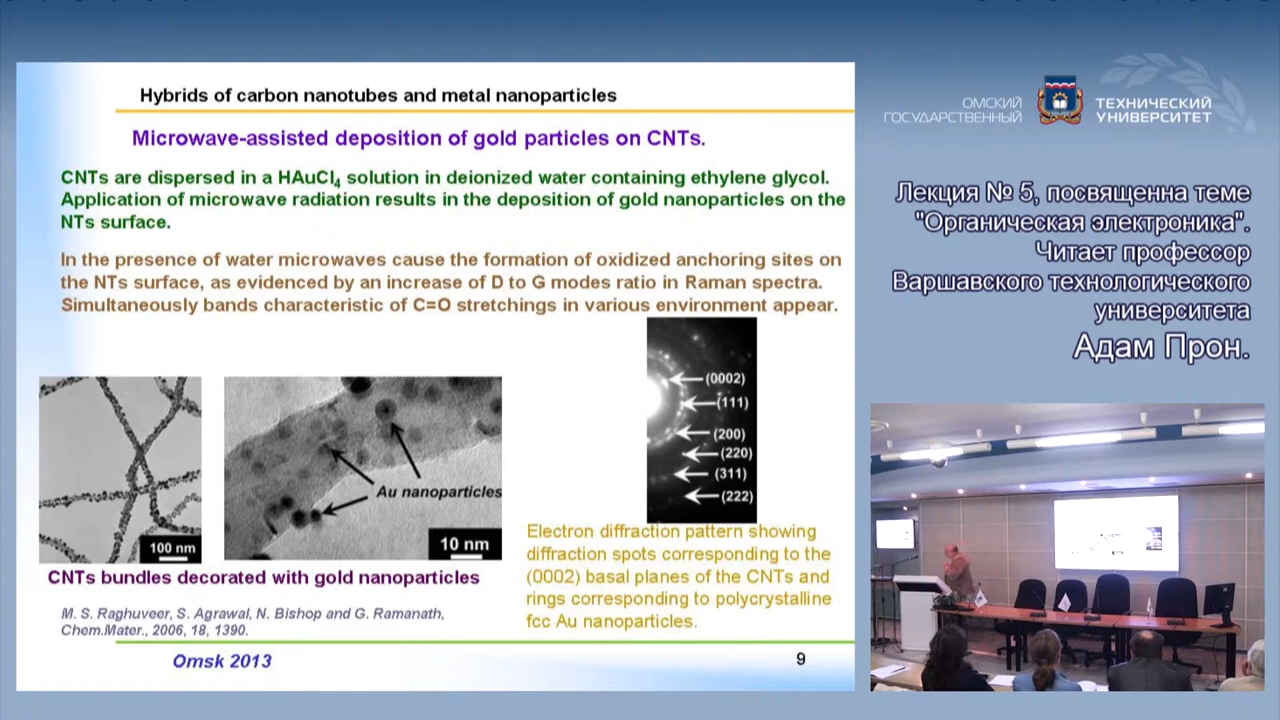 Hybrids of carbon nanotubes and metal nanoparticles
Microwave-assisted deposition of gold particles on CNTs.
CNTs are dispersed in a HAuCl4 solution in deionized water containing ethylene glycol.
Application of microwave radiation results in the deposition of gold nanoparticles on the
NTs surface.
In the presence of water microwaves cause the formation of oxidized anchoring sites on
the NTs surface, as evidenced by an increase of D to G modes ratio in Raman spectra.
Simultaneously bands characteristic of C=O stretchings in various environment appear.
(0002)
(111)
(200)
(220)
(311)
(222)
Au nanoparticles
100 nm
10 nm
CNTs bundles decorated with gold nanoparticles
Electron diffraction pattern showing
diffraction spots corresponding to the
(0002) basal planes of the CNTs and
rings corresponding to polycrystalline
fcc Au nanoparticles.
M. S. Raghuveer, S. Agrawal, N. Bishop and G. Ramanath,
Chem.Mater., 2006, 18, 1390.
Omsk 2013
9
ОМСКИЙ
ГОСУДАРСТВЕННЫЙ
ТЕХНИЧЕСКИЙ
УНИВЕРСИТЕТ
Лекция № 5, посвященна теме
"Органическая электроника".
Читает профессор
Варшавского технологического
университета
Адам Прон.